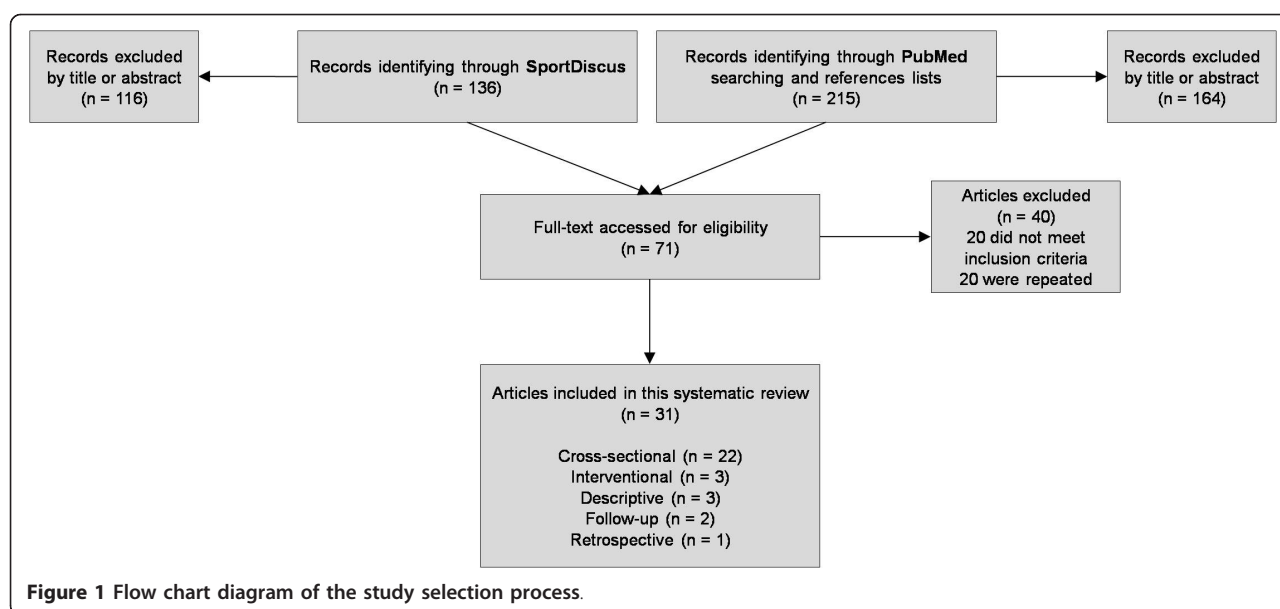 Records excluded
by title or abstract
(n = 116)
Records identifying through SportDiscus
(n = 136)
Records identifying through PubMed
searching and references lists
(n = 215)
Records excluded
by title or abstract
(n = 164)
Full-text accessed for eligibility
(n = 71)
Articles excluded
(n = 40)
20 did not meet
inclusion criteria
20 were repeated
Articles included in this systematic review
(n = 31)
Cross-sectional (n = 22)
Interventional (n = 3)
Descriptive (n = 3)
Follow-up (n = 2)
Retrospective (n = 1)
Figure 1 Flow chart diagram of the study selection process.